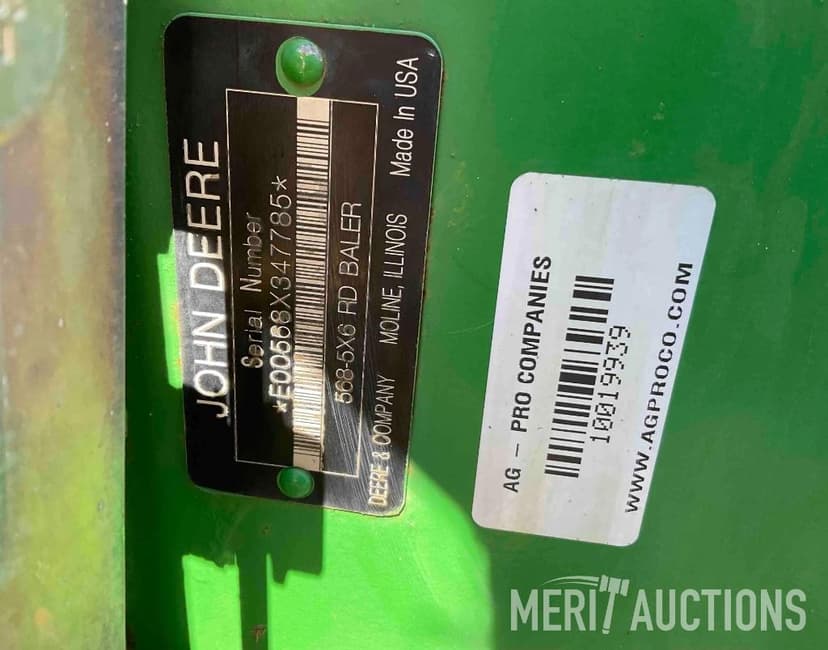 JOHN DEERE
Serial Number
*E00568X347785*
568-5X6 RD BALER
DEERE & COMPANY MOLINE, ILLINOIS Made In USA
AG - PRO COMPANIES
10019939
WWW.AGPROCO.COM
MERIT AUCTIONS